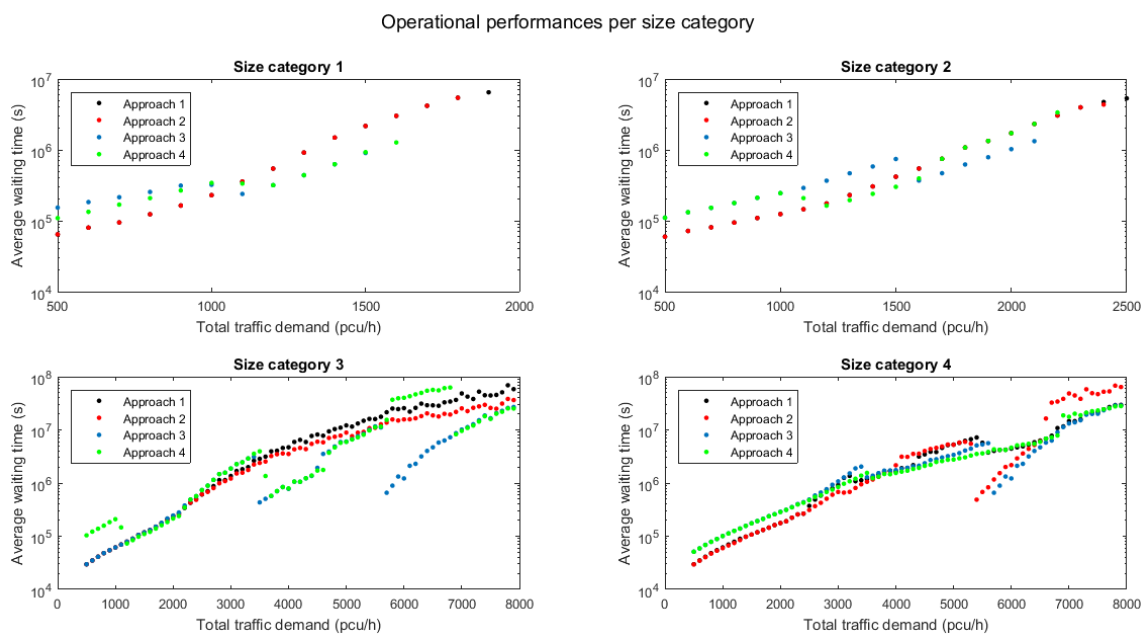 Operational performances per size category
Size category 1
Average waiting time (s)
10^7
10^6
10^5
10^4
Approach 1
Approach 2
Approach 3
Approach 4
500 1000 1500 2000
Total traffic demand (pcu/h)
Size category 2
Average waiting time (s)
10^7
10^6
10^5
10^4
Approach 1
Approach 2
Approach 3
Approach 4
500 1000 1500 2000 2500
Total traffic demand (pcu/h)
Size category 3
Average waiting time (s)
10^8
10^7
10^6
10^5
10^4
Approach 1
Approach 2
Approach 3
Approach 4
0 1000 2000 3000 4000 5000 6000 7000 8000
Total traffic demand (pcu/h)
Size category 4
Average waiting time (s)
10^8
10^7
10^6
10^5
10^4
Approach 1
Approach 2
Approach 3
Approach 4
0 1000 2000 3000 4000 5000 6000 7000 8000
Total traffic demand (pcu/h)